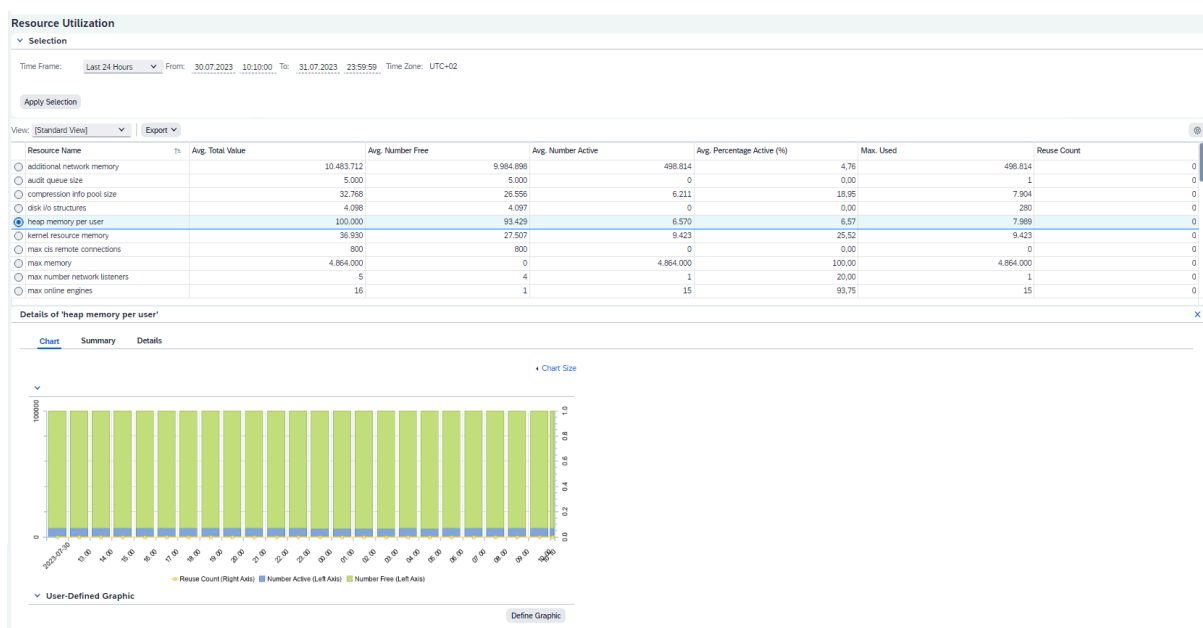 Resource Utilization
Selection
Time Frame: Last 24 Hours From: 30.07.2023 10:10:00 To: 31.07.2023 23:59:59 Time Zone: UTC+02
Apply Selection
View: [Standard View] Export
Resource Name Avg. Total Value Avg. Number Free Avg. Number Active Avg. Percentage Active (%) Max. Used Reuse Count
additional network memory 10.483.712 9.984.898 498.814 4,76 498.814 0
audit queue size 5.000 5.000 0 0,00 1 0
compression info pool size 32.768 26.556 6.211 18,95 7.904 0
disk i/o structures 4.098 4.097 0 0,00 280 0
heap memory per user 100.000 93.429 6.570 6,57 7.989 0
kernel resource memory 36.930 27.507 9.423 25,52 9.423 0
max cis remote connections 800 800 0 0,00 0 0
max memory 4.864.000 0 4.864.000 100,00 4.864.000 0
max number network listeners 5 4 1 20,00 1 0
max online engines 16 1 15 93,75 15 0
Details of 'heap memory per user'
Chart Summary Details
Chart Size
100000 1.0
0.8
0.6
0.4
0.2
0 0.0
2023-07-30 13. 00 14. 00 15. 00 16. 00 17. 00 18. 00 19. 00 20. 00 21. 00 22. 00 23. 00 00. 00 01. 00 02. 00 03. 00 04. 00 05. 00 06. 00 07. 00 08. 00 09. 00
Reuse Count (Right Axis) Number Active (Left Axis) Number Free (Left Axis)
User-Defined Graphic
Define Graphic